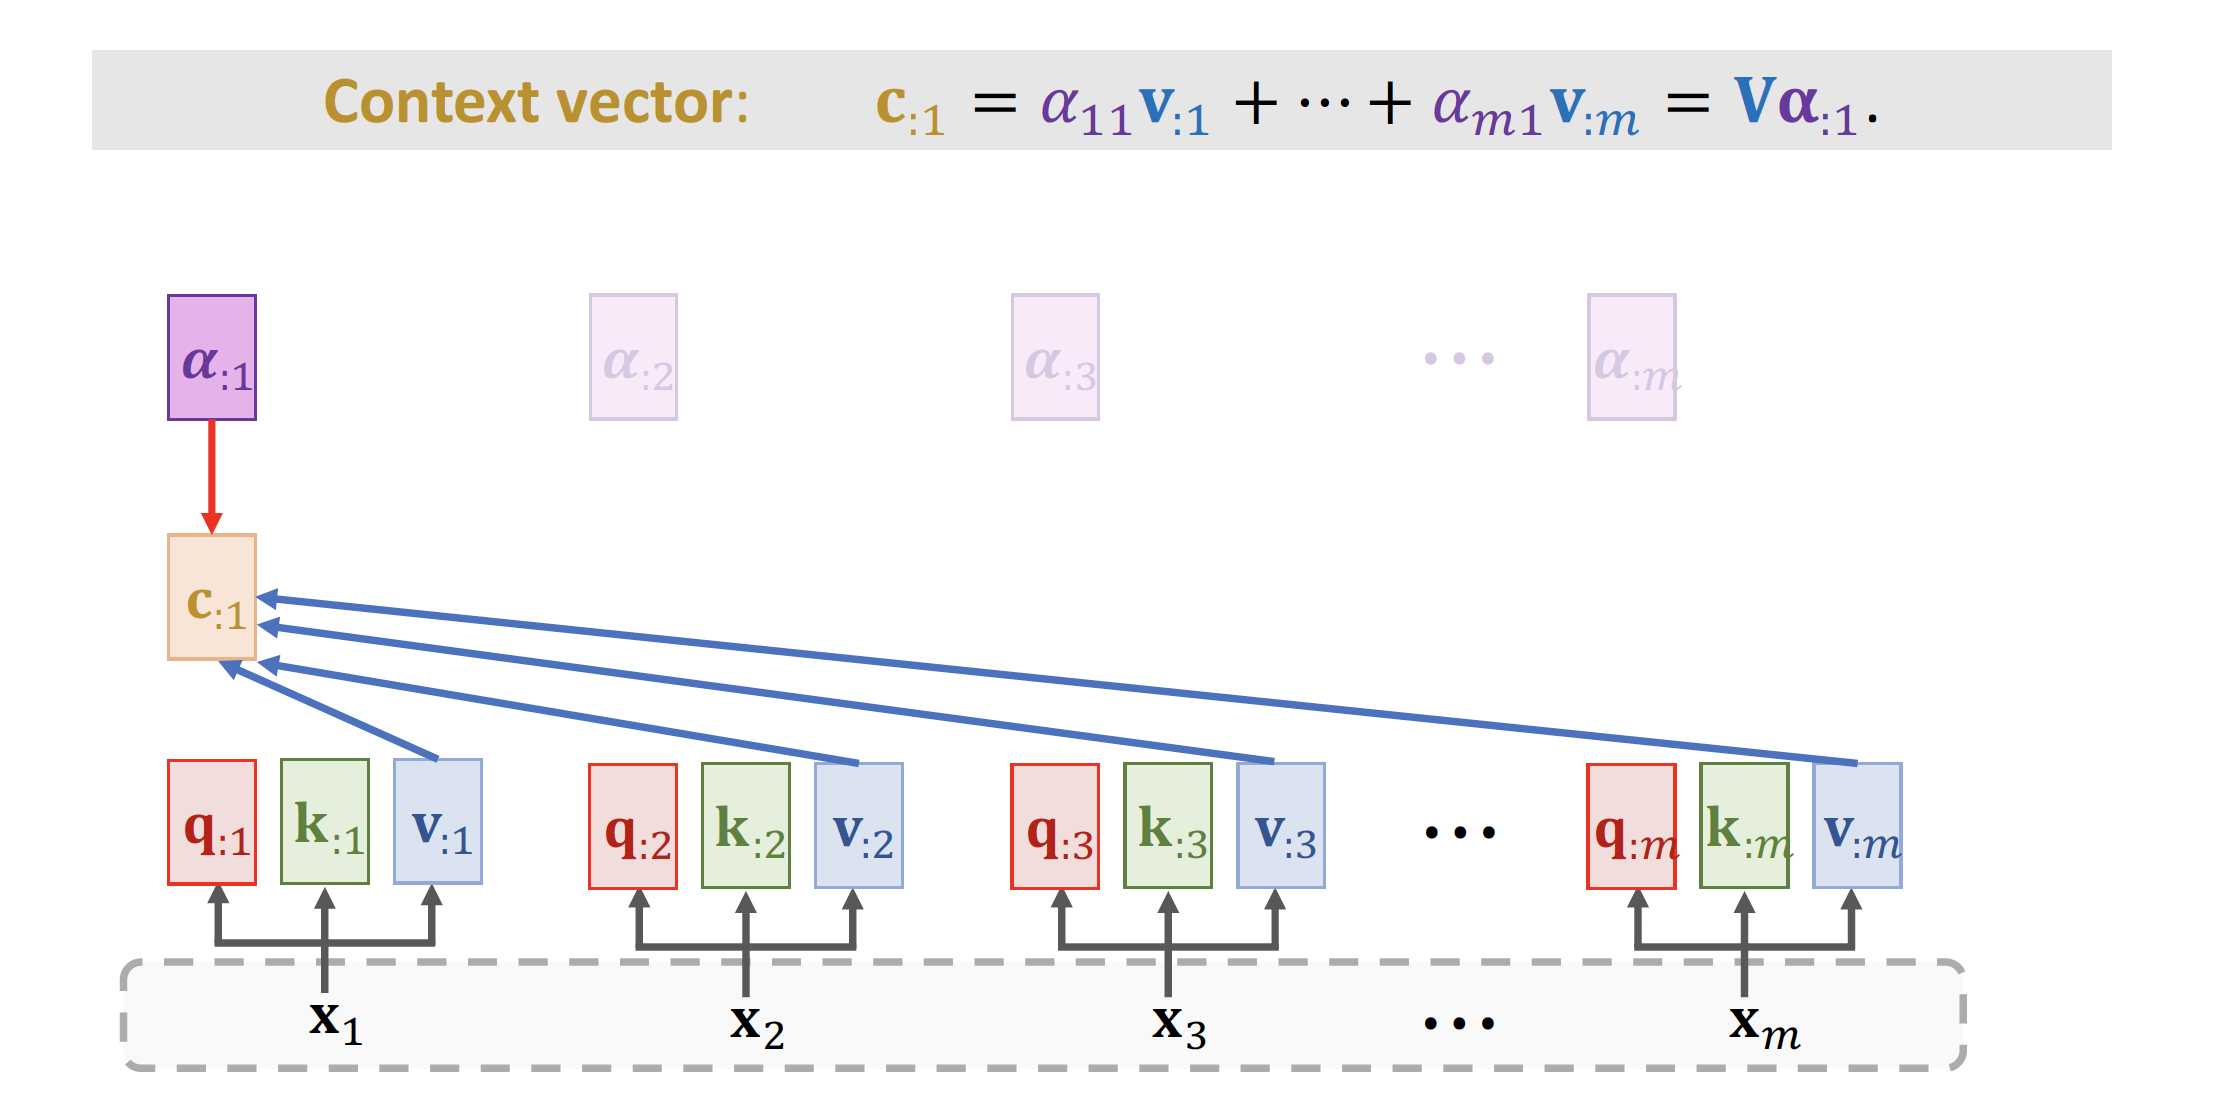 Context vector: c:1 = α11v:1 + ⋯ + αm1v:m = Vα:1.
α:1 α:2 α:3 ⋯ α:m
c:1
q:1 k:1 v:1 q:2 k:2 v:2 q:3 k:3 v:3 ⋯ q:m k:m v:m
x1 x2 x3 ⋯ xm